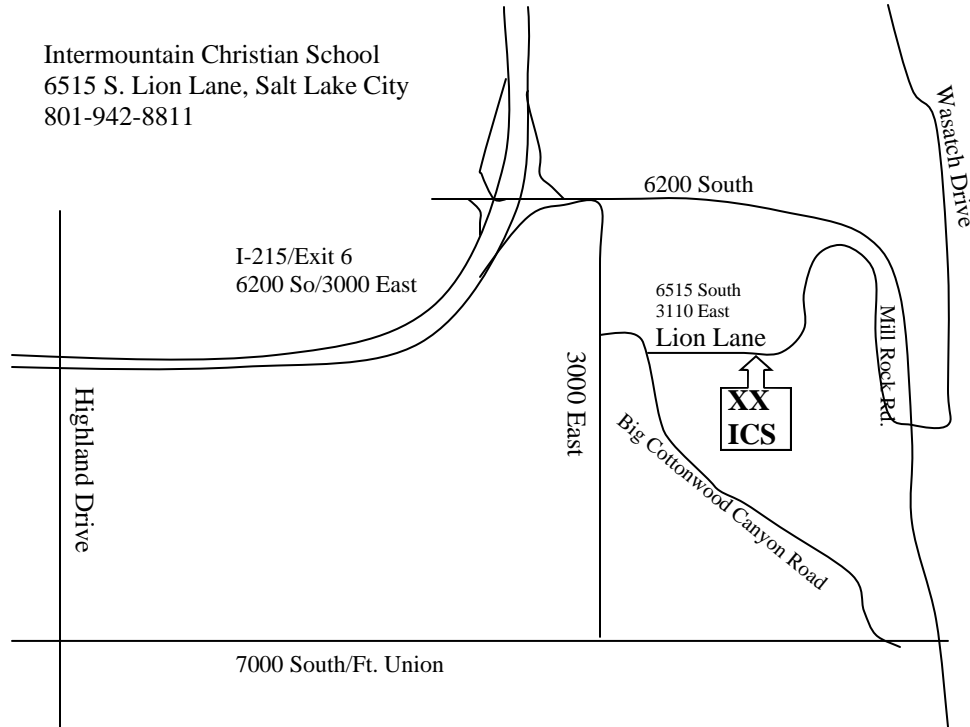 Intermountain Christian School
6515 S. Lion Lane, Salt Lake City
801-942-8811
Wasatch Drive
6200 South
I-215/Exit 6
6200 So/3000 East
6515 South
3110 East
Lion Lane
Mill Rock Rd.
3000 East
Highland Drive
XX
ICS
Big Cottonwood Canyon Road
7000 South/Ft. Union